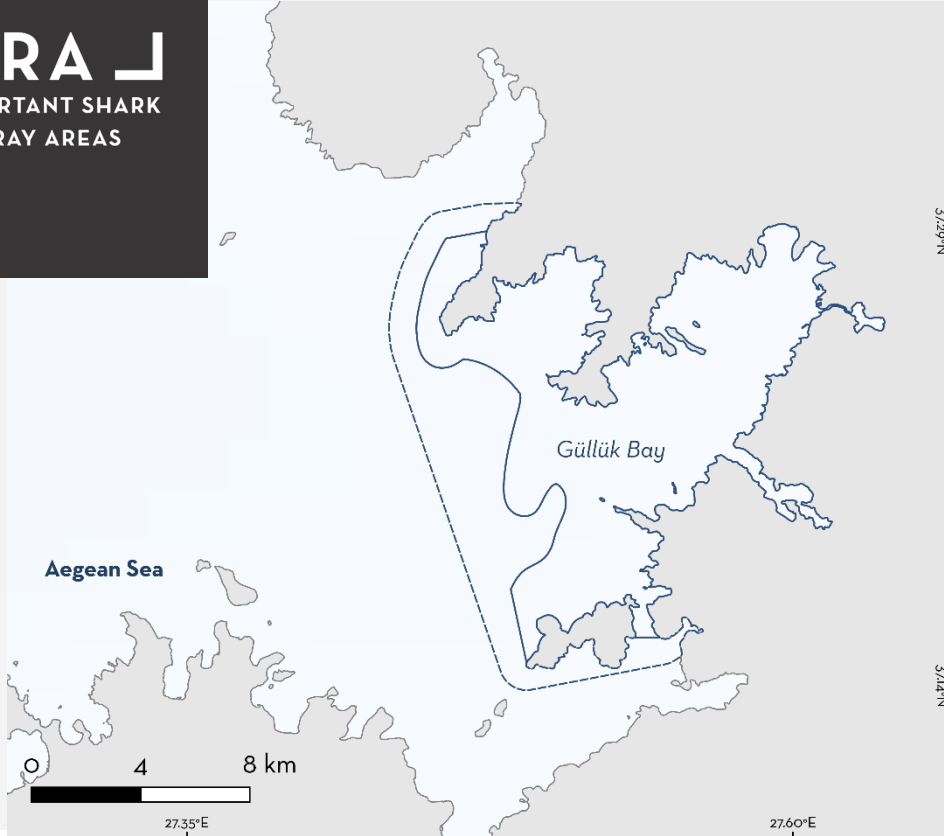 RA
RTANT SHARK
RAY AREAS
37.29°N
Güllük Bay
Aegean Sea
37.14°N
0 4 8 km
27.35°E 27.60°E